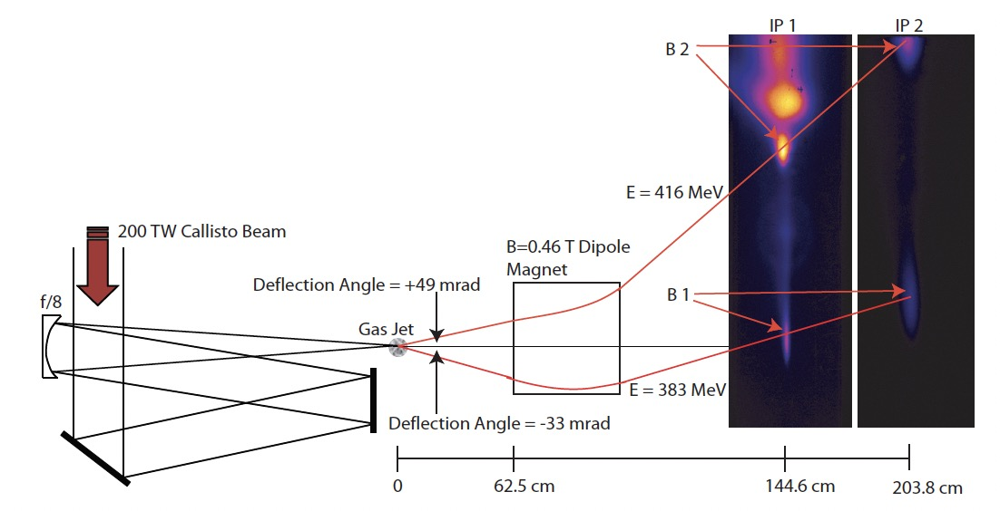 IP 1
IP 2
B 2
E = 416 MeV
200 TW Callisto Beam
B=0.46 T Dipole
Magnet
Deflection Angle = +49 mrad
f/8
B 1
Gas Jet
E = 383 MeV
Deflection Angle = -33 mrad
0
62.5 cm
144.6 cm
203.8 cm